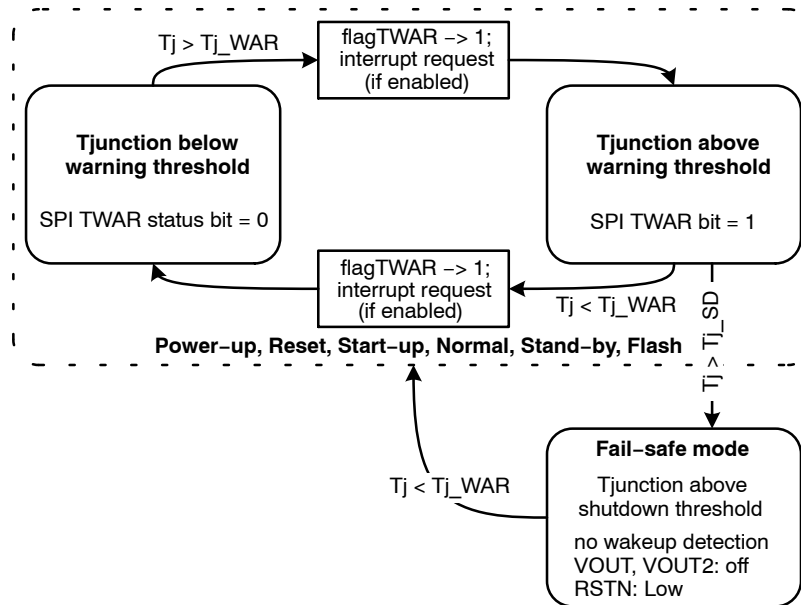 Tj > Tj_WAR
flagTWAR −> 1;
interrupt request
(if enabled)
Tjunction below
warning threshold
SPI TWAR status bit = 0
Tjunction above
warning threshold
SPI TWAR bit = 1
flagTWAR −> 1;
interrupt request
(if enabled)
Tj < Tj_WAR
Tj > Tj_SD
Power−up, Reset, Start−up, Normal, Stand−by, Flash
Tj < Tj_WAR
Fail−safe mode
Tjunction above
shutdown threshold
no wakeup detection
VOUT, VOUT2: off
RSTN: Low